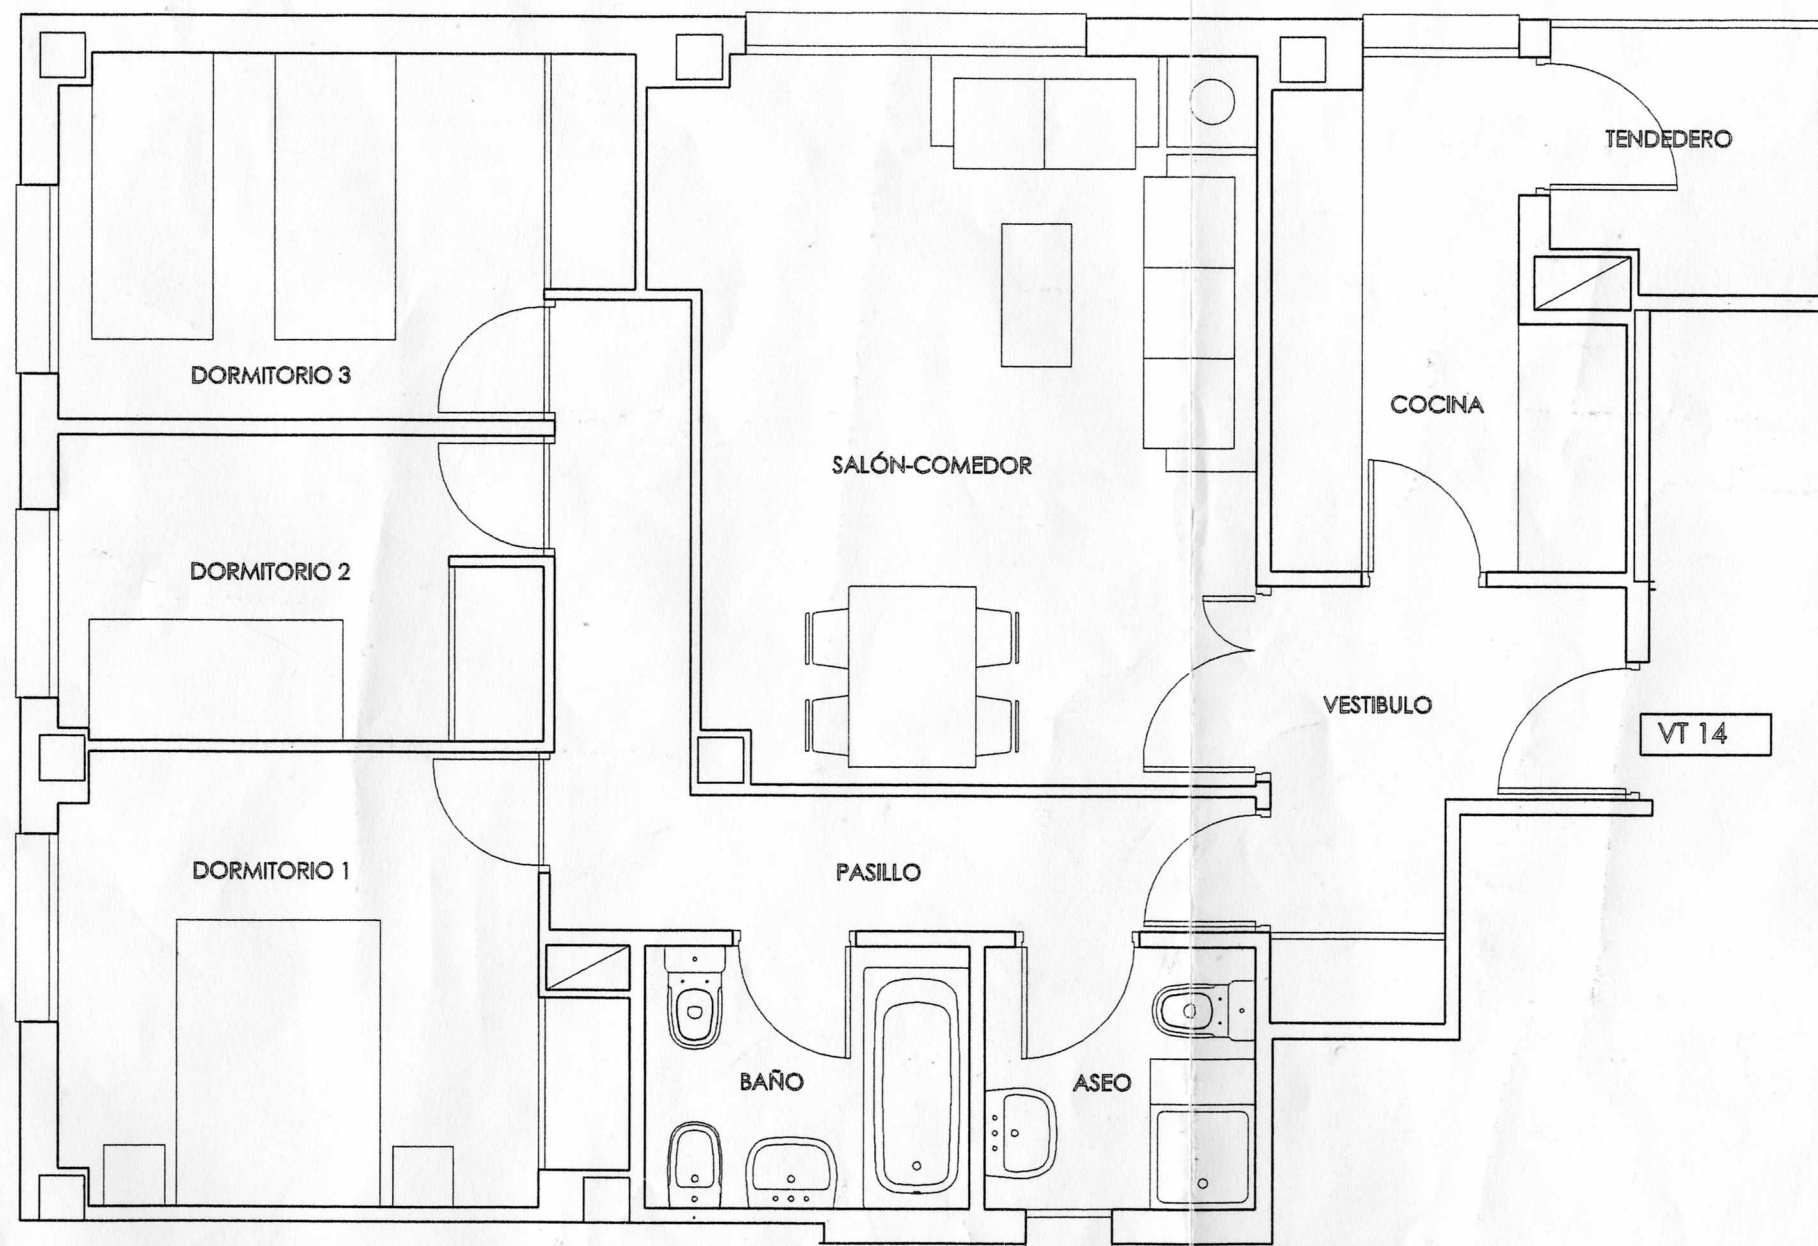 TENDEDERO
DORMITORIO 3
COCINA
SALÓN-COMEDOR
DORMITORIO 2
VESTIBULO
VT 14
DORMITORIO 1
PASILLO
BAÑO
ASEO